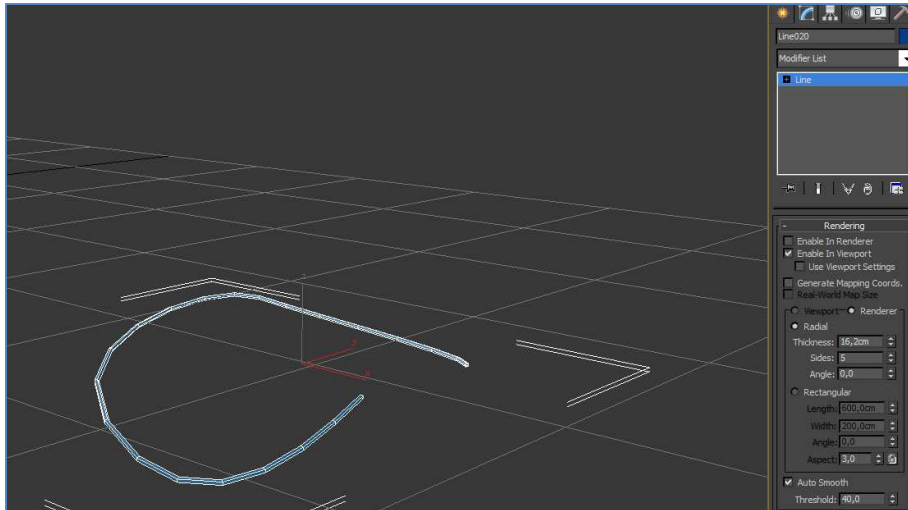 Line020
Modifier List
Line
Rendering
Enable In Renderer
Enable In Viewport
Use Viewport Settings
Generate Mapping Coords.
Real-World Map Size
Viewport Renderer
Radial
Thickness: 16,2cm
Sides: 5
Angle: 0,0
Rectangular
Length: 600,0cm
Width: 200,0cm
Angle: 0,0
Aspect: 3,0
Auto Smooth
Threshold: 40,0
z
y
x